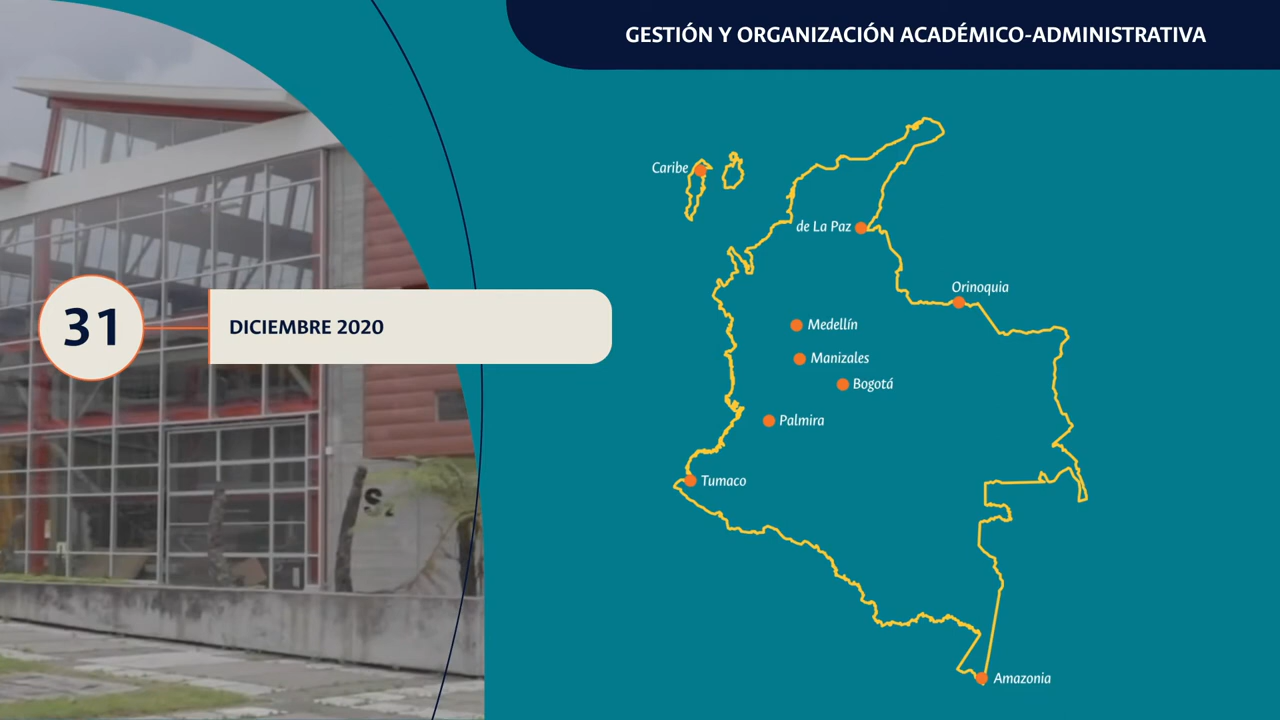 GESTIÓN Y ORGANIZACIÓN ACADÉMICO-ADMINISTRATIVA
Caribe
de La Paz
Orinoquia
31
DICIEMBRE 2020
Medellín
Manizales
Bogotá
Palmira
Tumaco
Amazonia